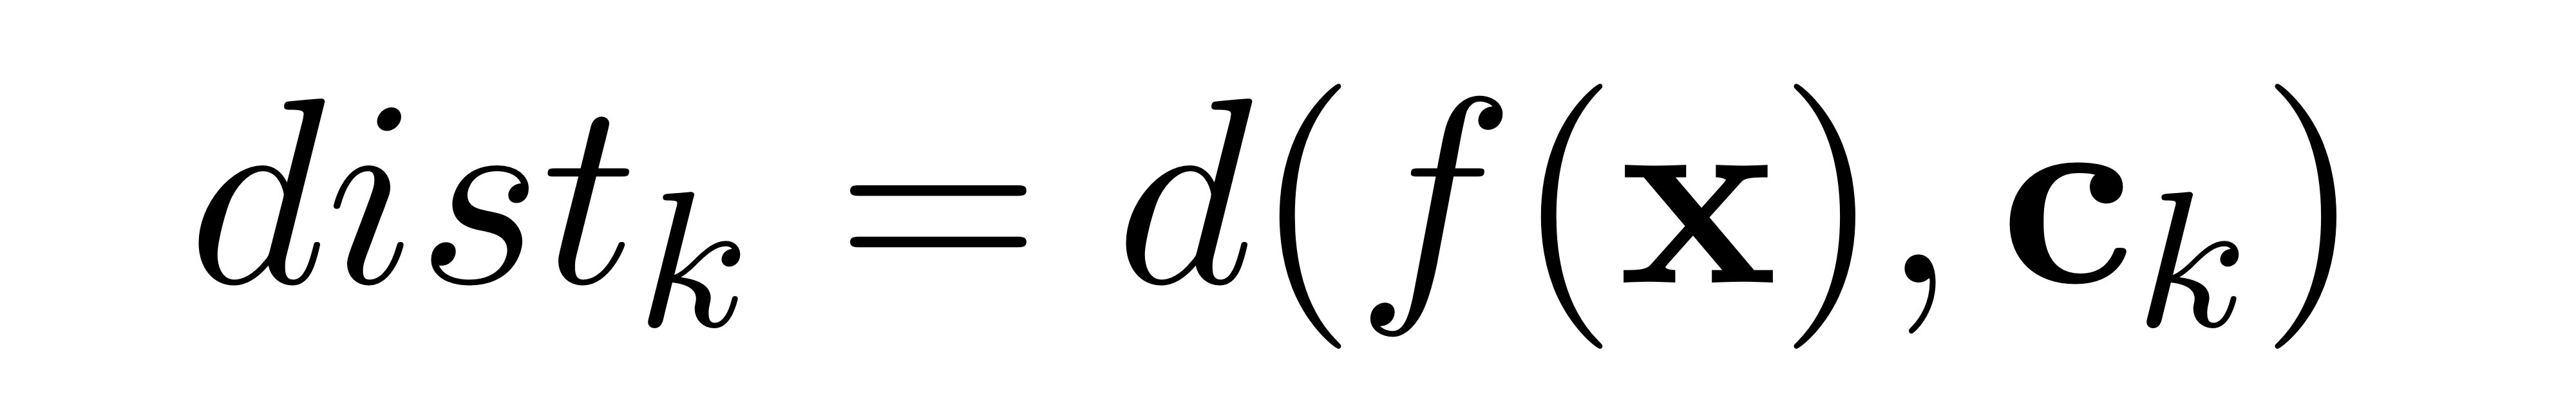 dist_k = d(f(x), c_k)